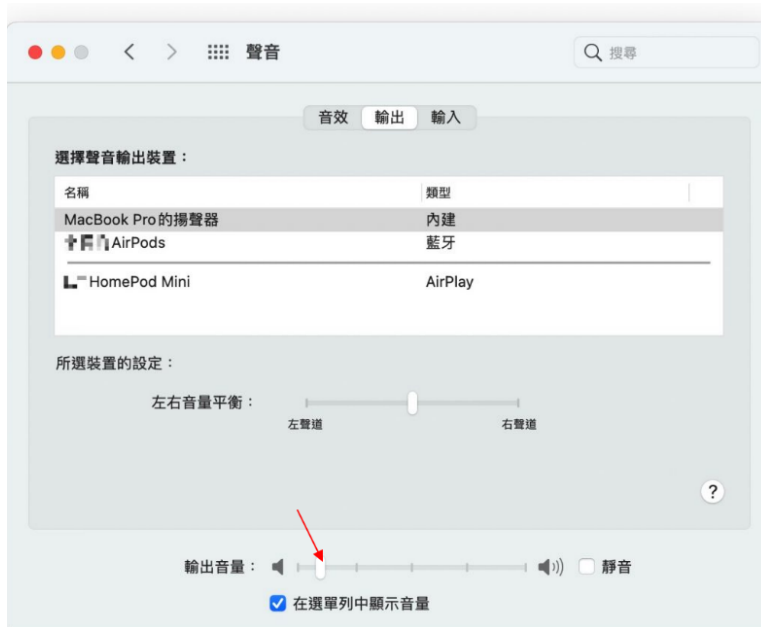 聲音
搜尋
音效 輸出 輸入
選擇聲音輸出裝置：
名稱 類型
MacBook Pro的揚聲器 內建
AirPods 藍牙
HomePod Mini AirPlay
所選裝置的設定：
左右音量平衡：
左聲道 右聲道
?
輸出音量： 靜音
在選單列中顯示音量